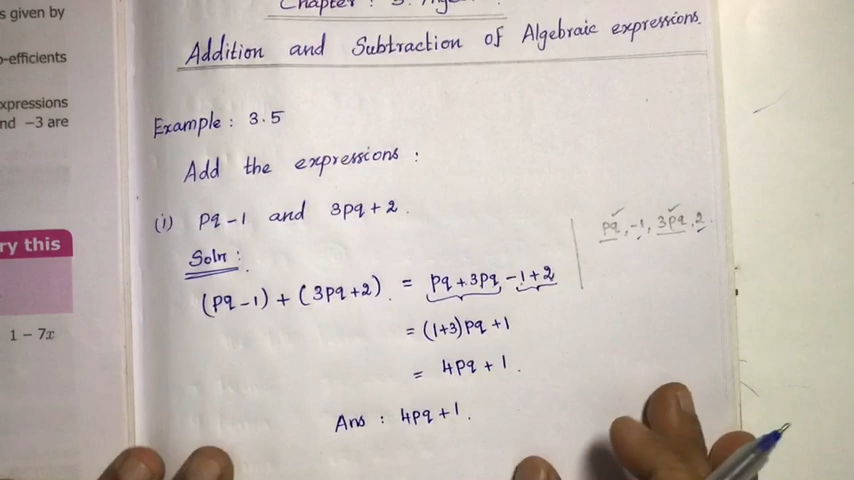 s given by
-efficients
xpressions
nd −3 are
ry this
1 − 7x
Chapter : 3.
Addition and Subtraction of Algebraic expressions.
Example : 3.5
Add the expressions :
(i) pq - 1 and 3pq + 2.
Soln :
(pq - 1) + (3pq + 2) = pq + 3pq - 1 + 2
= (1+3)pq + 1
= 4pq + 1.
Ans : 4pq + 1.
pq, -1, 3pq, 2.